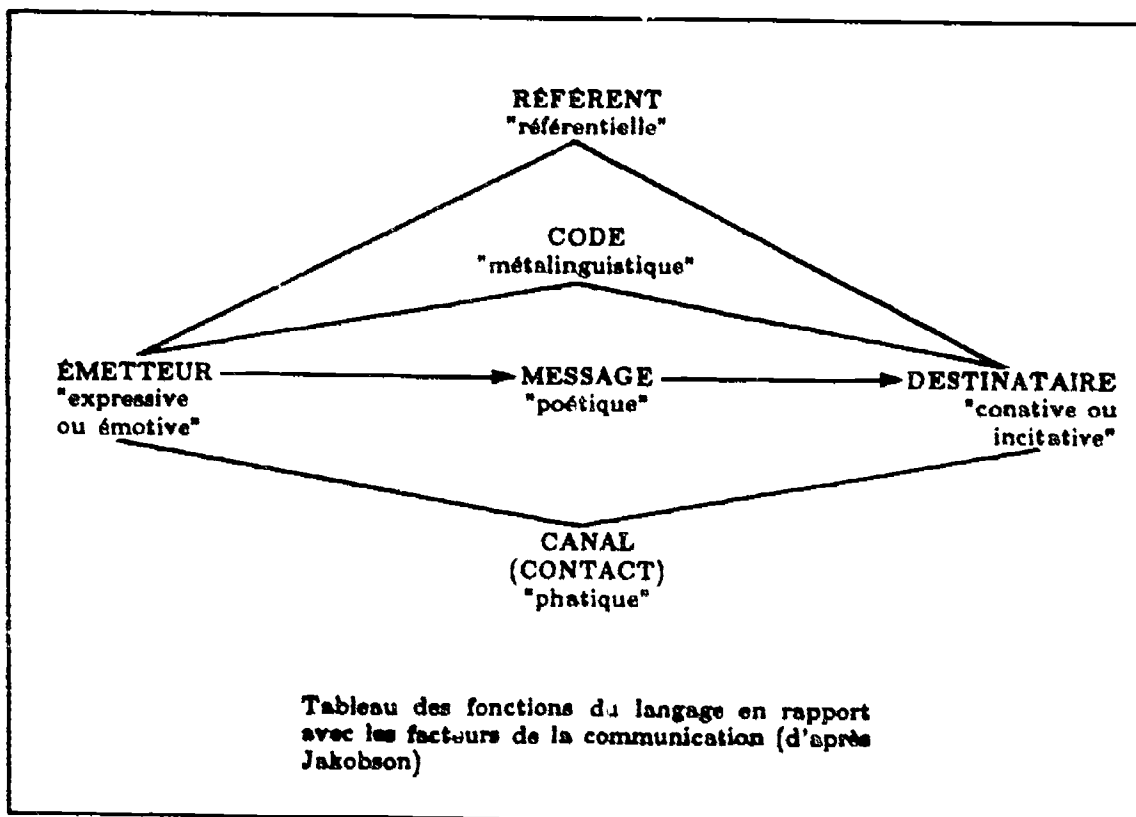 RÉFÉRENT
"référentielle"
CODE
"métalinguistique"
ÉMETTEUR
"expressive
ou émotive"
MESSAGE
"poétique"
DESTINATAIRE
"conative ou
incitative"
CANAL
(CONTACT)
"phatique"
Tableau des fonctions du langage en rapport
avec les facteurs de la communication (d'après
Jakobson)